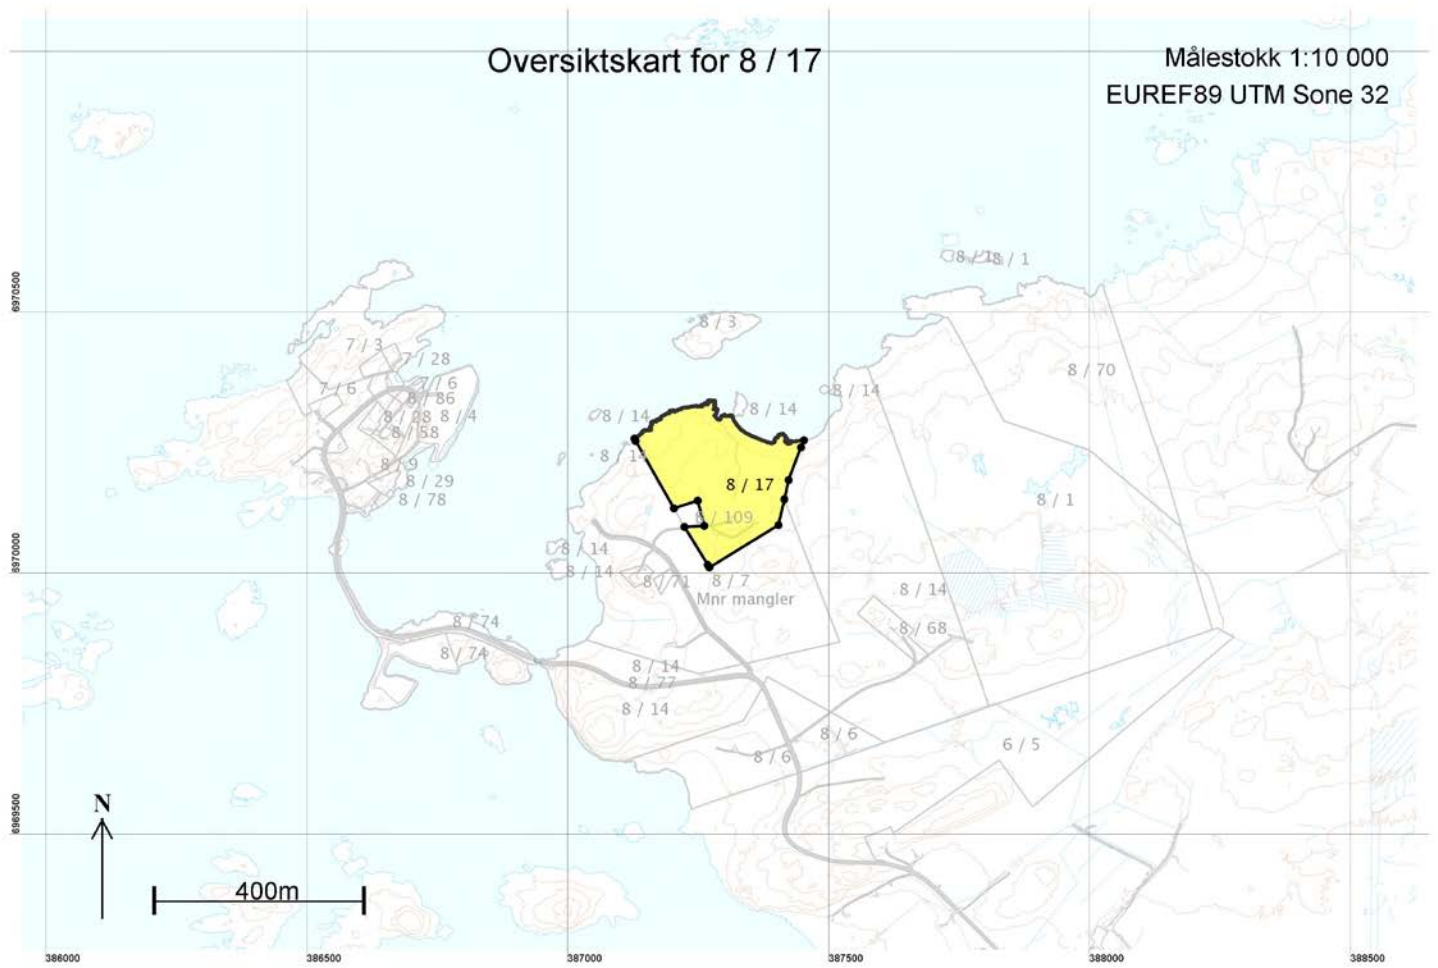 Oversiktskart for 8 / 17
Målestokk 1:10 000
EUREF89 UTM Sone 32
8 / 1
8 / 1
6970500
8 / 3
7 / 3
7 / 28
8 / 70
7 / 6
7 / 6
8 / 14
8 / 86
8 / 14
8 / 14
8 / 28
8 / 4
8 / 58
8 / 14
8 / 9
8 / 29
8 / 17
8 / 78
8 / 1
8 / 109
8 / 14
6970000
8 / 14
8 / 71
8 / 7
8 / 14
Mnr mangler
8 / 74
8 / 68
8 / 74
8 / 14
8 / 77
8 / 14
8 / 6
6 / 5
8 / 6
6969500
N
400m
386000
386500
387000
387500
388000
388500